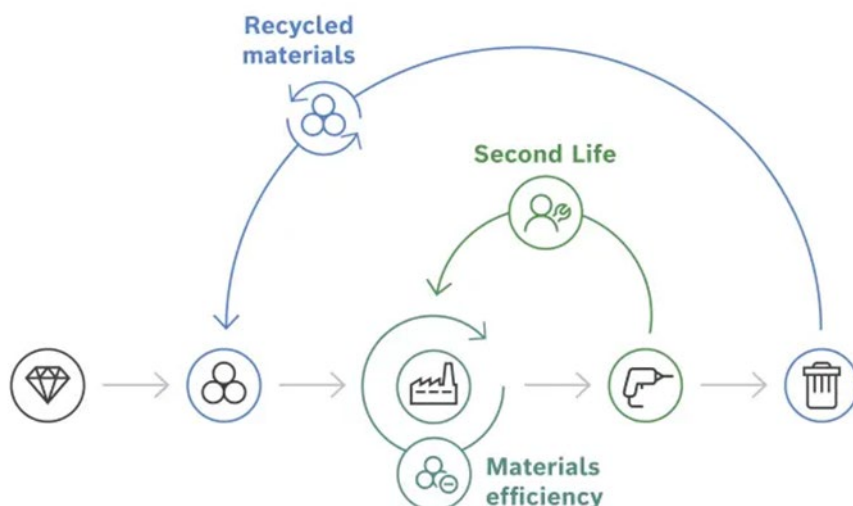 Recycled
materials
Second Life
Materials
efficiency